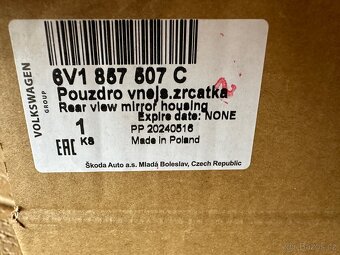 VOLKSWAGEN
GROUP
6V1 857 507 C
Pouzdro vnejs.zrcatka
Rear view mirror housing
Expire date: NONE
1
Ks
PP 20240516
Made in Poland
EAC
Škoda Auto a.s. Mladá Boleslav, Czech Republic